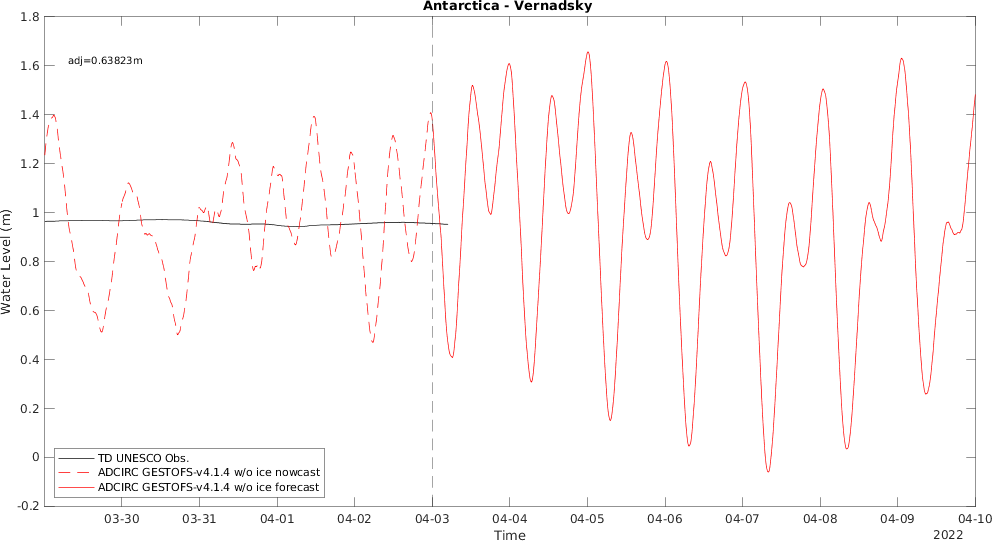 Antarctica - Vernadsky
adj=0.63823m
Water Level (m)
1.8
1.6
1.4
1.2
1
0.8
0.6
0.4
0.2
0
-0.2
TD UNESCO Obs.
ADCIRC GESTOFS-v4.1.4 w/o ice nowcast
ADCIRC GESTOFS-v4.1.4 w/o ice forecast
03-30 03-31 04-01 04-02 04-03 04-04 04-05 04-06 04-07 04-08 04-09 04-10
Time
2022